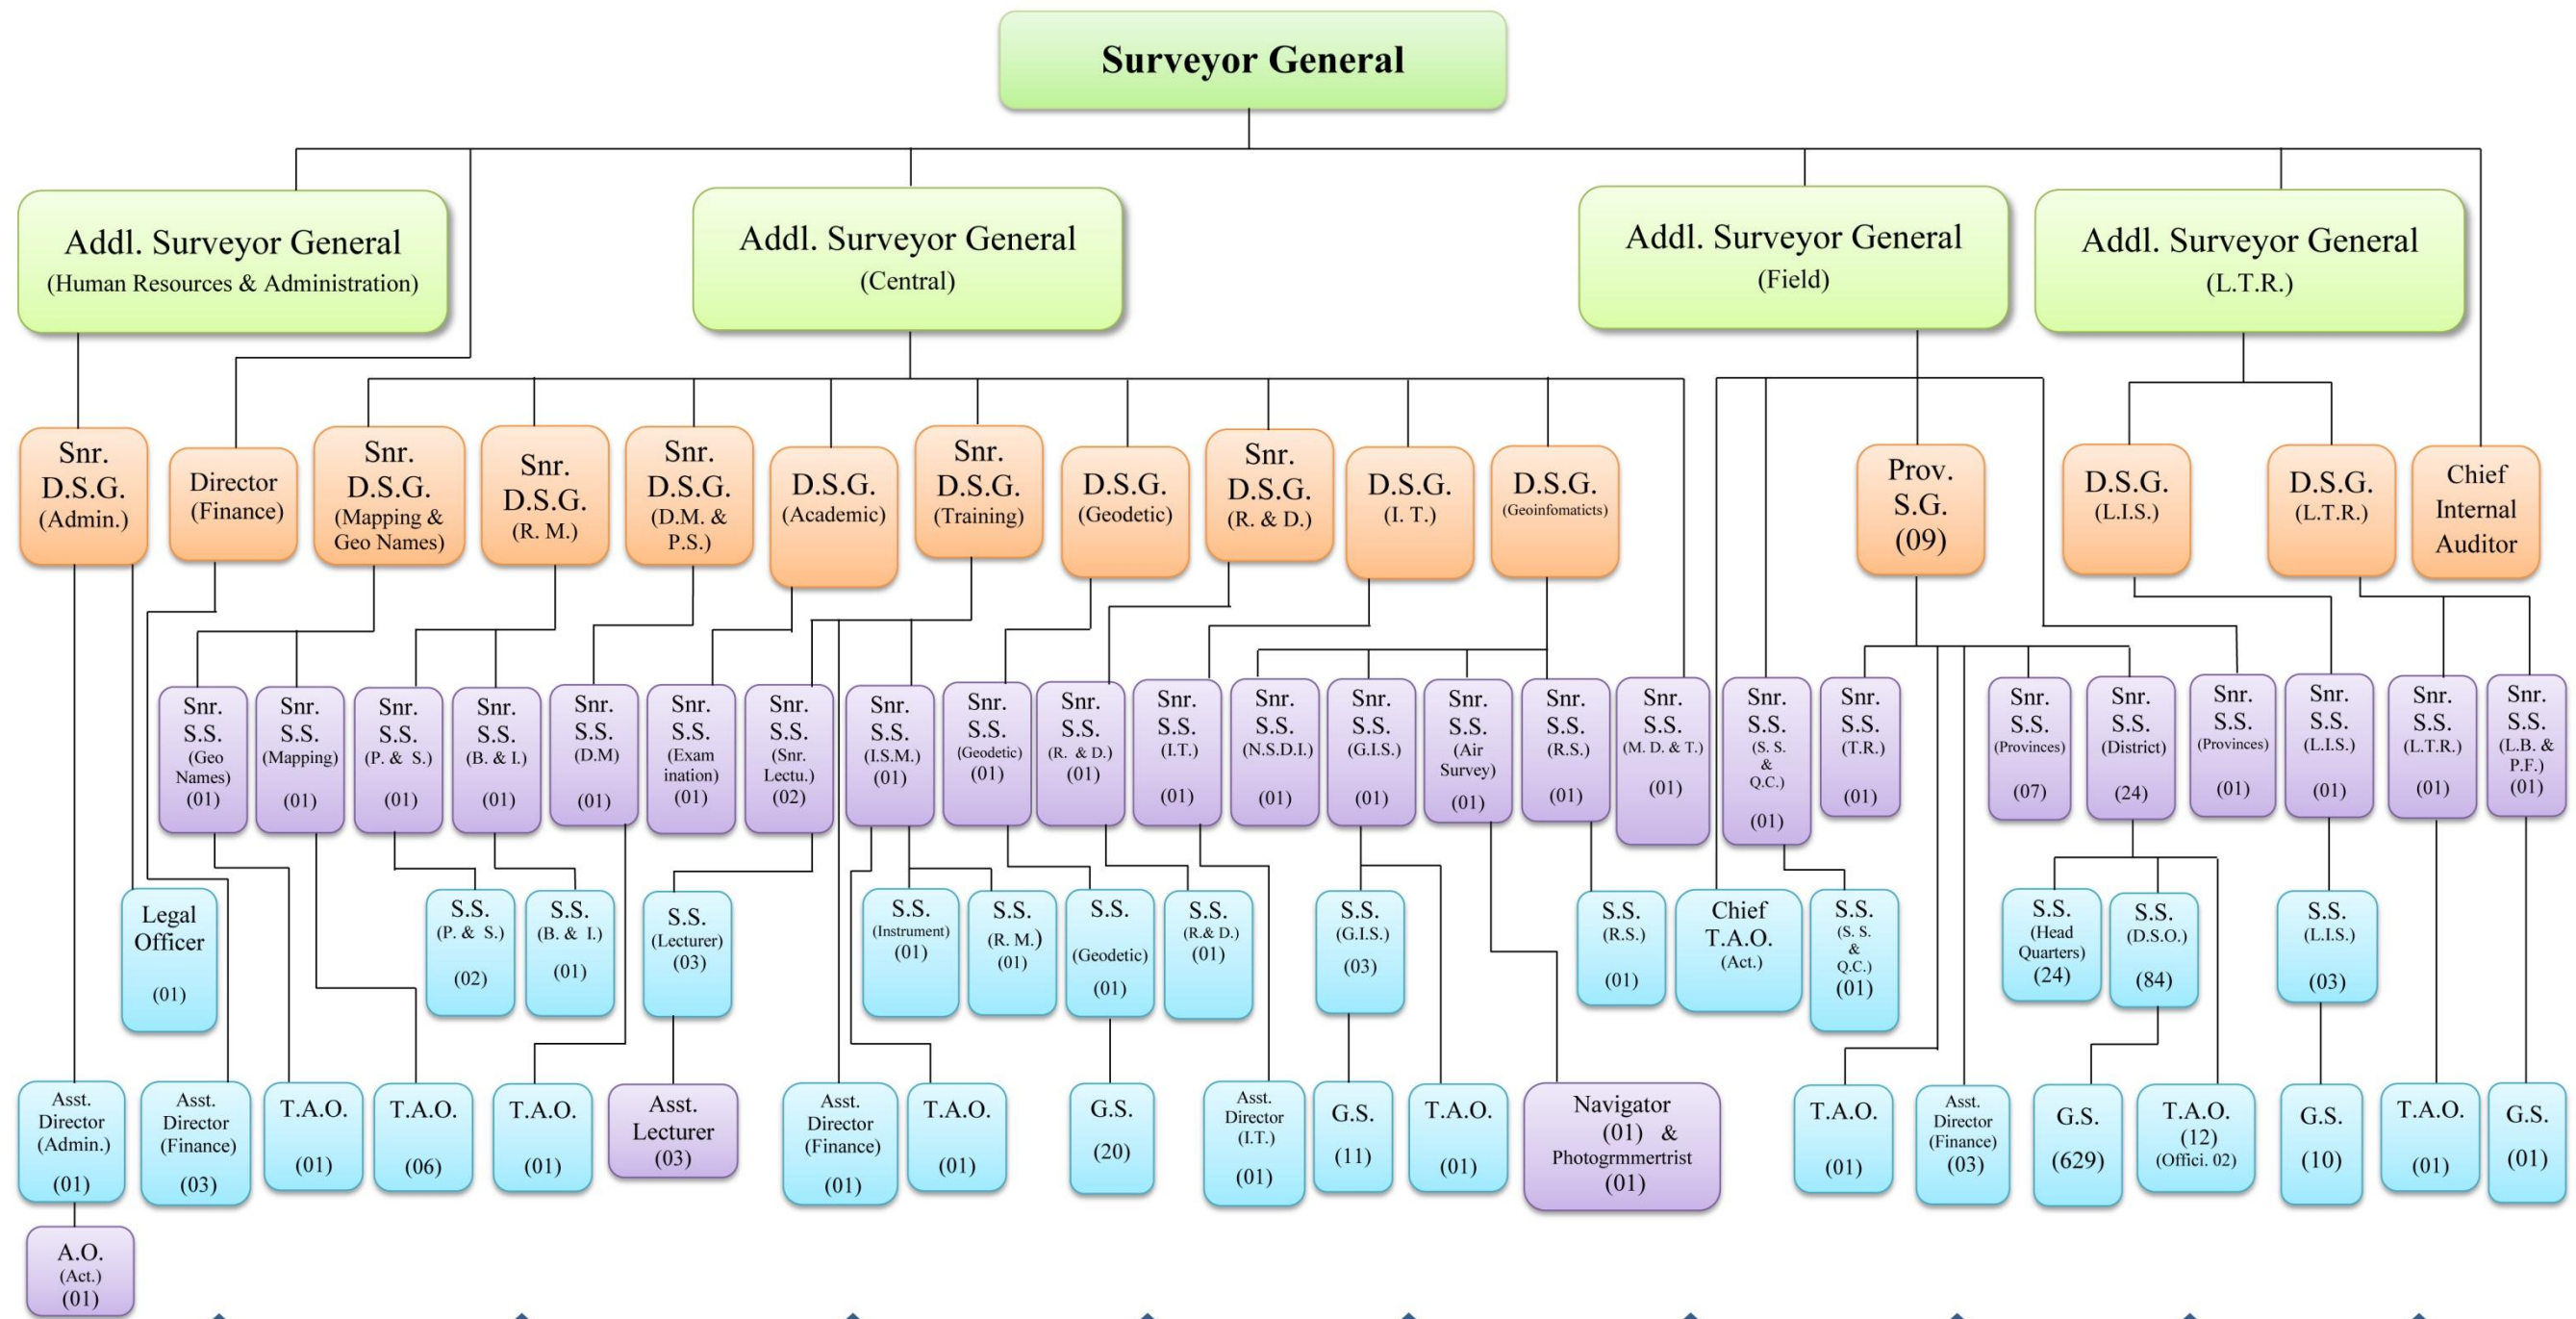 Surveyor General
Addl. Surveyor General
(Human Resources & Administration)
Addl. Surveyor General
(Central)
Addl. Surveyor General
(Field)
Addl. Surveyor General
(L.T.R.)
Snr.
D.S.G.
(Admin.)
Director
(Finance)
Snr.
D.S.G.
(Mapping &
Geo Names)
Snr.
D.S.G.
(R. M.)
Snr.
D.S.G.
(D.M. &
P.S.)
D.S.G.
(Academic)
Snr.
D.S.G.
(Training)
D.S.G.
(Geodetic)
Snr.
D.S.G.
(R. & D.)
D.S.G.
(I. T.)
D.S.G.
(Geoinfomaticts)
Prov.
S.G.
(09)
D.S.G.
(L.I.S.)
D.S.G.
(L.T.R.)
Chief
Internal
Auditor
Snr.
S.S.
(Geo
Names)
(01)
Snr.
S.S.
(Mapping)
(01)
Snr.
S.S.
(P. & S.)
(01)
Snr.
S.S.
(B. & I.)
(01)
Snr.
S.S.
(D.M)
(01)
Snr.
S.S.
(Exam
ination)
(01)
Snr.
S.S.
(Snr.
Lectu.)
(02)
Snr.
S.S.
(I.S.M.)
(01)
Snr.
S.S.
(Geodetic)
(01)
Snr.
S.S.
(R. & D.)
(01)
Snr.
S.S.
(I.T.)
(01)
Snr.
S.S.
(N.S.D.I.)
(01)
Snr.
S.S.
(G.I.S.)
(01)
Snr.
S.S.
(Air
Survey)
(01)
Snr.
S.S.
(R.S.)
(01)
Snr.
S.S.
(M. D. & T.)
(01)
Snr.
S.S.
(S. S.
&
Q.C.)
(01)
Snr.
S.S.
(T.R.)
(01)
Snr.
S.S.
(Provinces)
(07)
Snr.
S.S.
(District)
(24)
Snr.
S.S.
(Provinces)
(01)
Snr.
S.S.
(L.I.S.)
(01)
Snr.
S.S.
(L.T.R.)
(01)
Snr.
S.S.
(L.B. &
P.F.)
(01)
Legal
Officer
(01)
S.S.
(P. & S.)
(02)
S.S.
(B. & I.)
(01)
S.S.
(Lecturer)
(03)
S.S.
(Instrument)
(01)
S.S.
(R. M.)
(01)
S.S.
(Geodetic)
(01)
S.S.
(R.& D.)
(01)
S.S.
(G.I.S.)
(03)
S.S.
(R.S.)
(01)
Chief
T.A.O.
(Act.)
S.S.
(S. S.
&
Q.C.)
(01)
S.S.
(Head
Quarters)
(24)
S.S.
(D.S.O.)
(84)
S.S.
(L.I.S.)
(03)
Asst.
Director
(Admin.)
(01)
Asst.
Director
(Finance)
(03)
T.A.O.
(01)
T.A.O.
(06)
T.A.O.
(01)
Asst.
Lecturer
(03)
Asst.
Director
(Finance)
(01)
T.A.O.
(01)
G.S.
(20)
Asst.
Director
(I.T.)
(01)
G.S.
(11)
T.A.O.
(01)
Navigator
(01) &
Photogrmmertrist
(01)
T.A.O.
(01)
Asst.
Director
(Finance)
(03)
G.S.
(629)
T.A.O.
(12)
(Offici. 02)
G.S.
(10)
T.A.O.
(01)
G.S.
(01)
A.O.
(Act.)
(01)